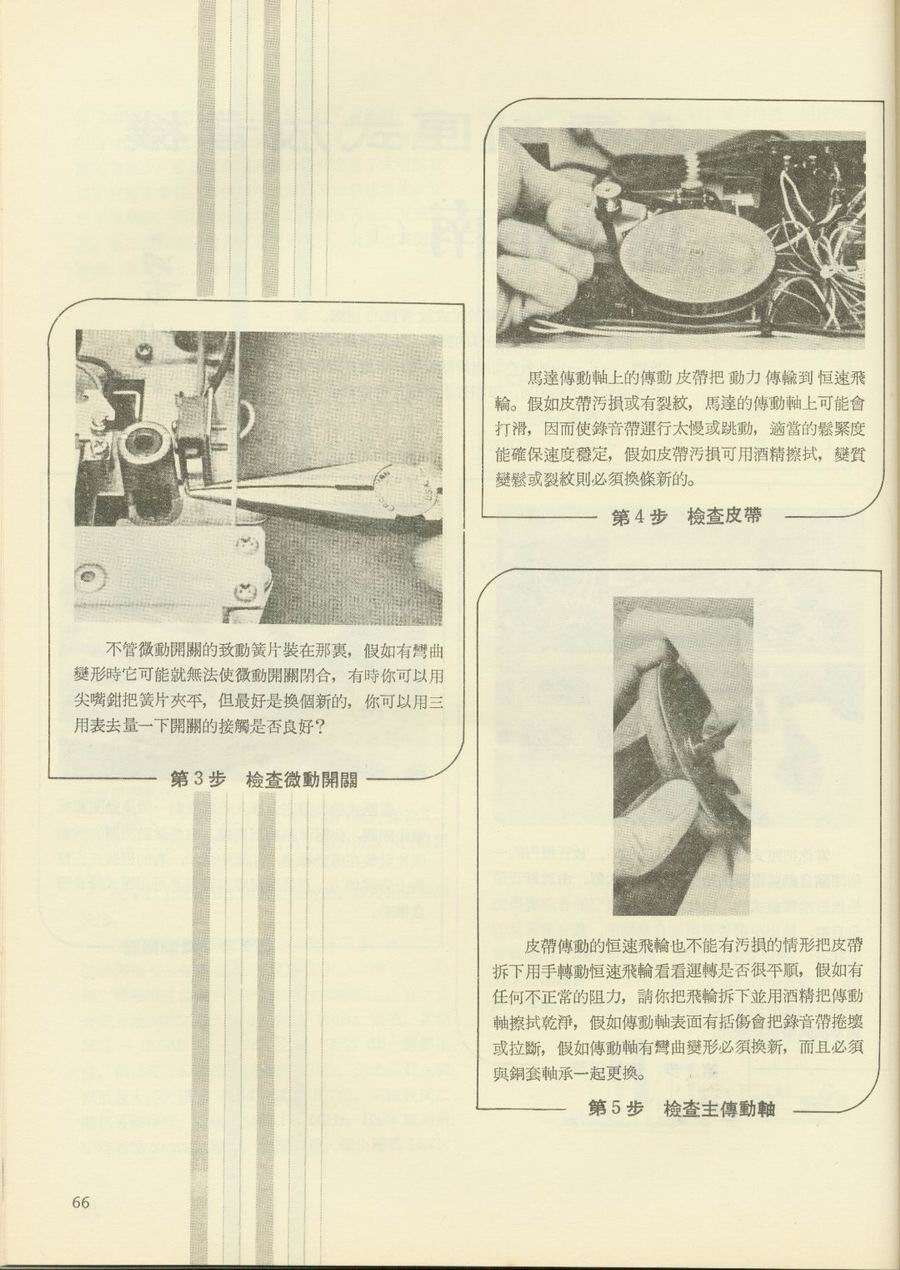 不管微動開關的致動簧片裝在那裏，假如有彎曲
變形時它可能就無法使微動開關閉合，有時你可以用
尖嘴鉗把簧片夾平，但最好是換個新的，你可以用三
用表去量一下開關的接觸是否良好？
第3步　檢查微動開關
馬達傳動軸上的傳動皮帶把動力傳輸到恒速飛
輪。假如皮帶汚損或有裂紋，馬達的傳動軸上可能會
打滑，因而使錄音帶運行太慢或跳動，適當的鬆緊度
能確保速度穩定，假如皮帶汚損可用酒精擦拭，變質
變鬆或裂紋則必須換條新的。
第4步　檢查皮帶
皮帶傳動的恒速飛輪也不能有汚損的情形把皮帶
拆下用手轉動恒速飛輪看看運轉是否很平順，假如有
任何不正常的阻力，請你把飛輪拆下並用酒精把傳動
軸擦拭乾淨，假如傳動軸表面有括傷會把錄音帶捲壞
或拉斷，假如傳動軸有彎曲變形必須換新，而且必須
與銅套軸承一起更換。
第5步　檢查主傳動軸
66